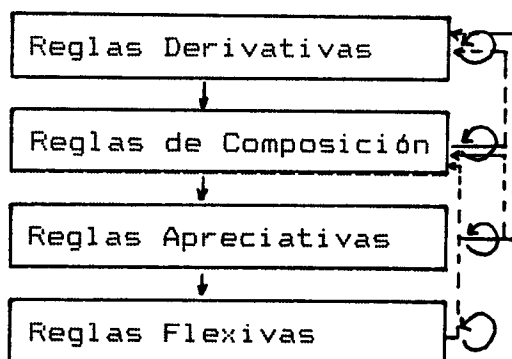 Reglas Derivativas
Reglas de Composición
Reglas Apreciativas
Reglas Flexivas